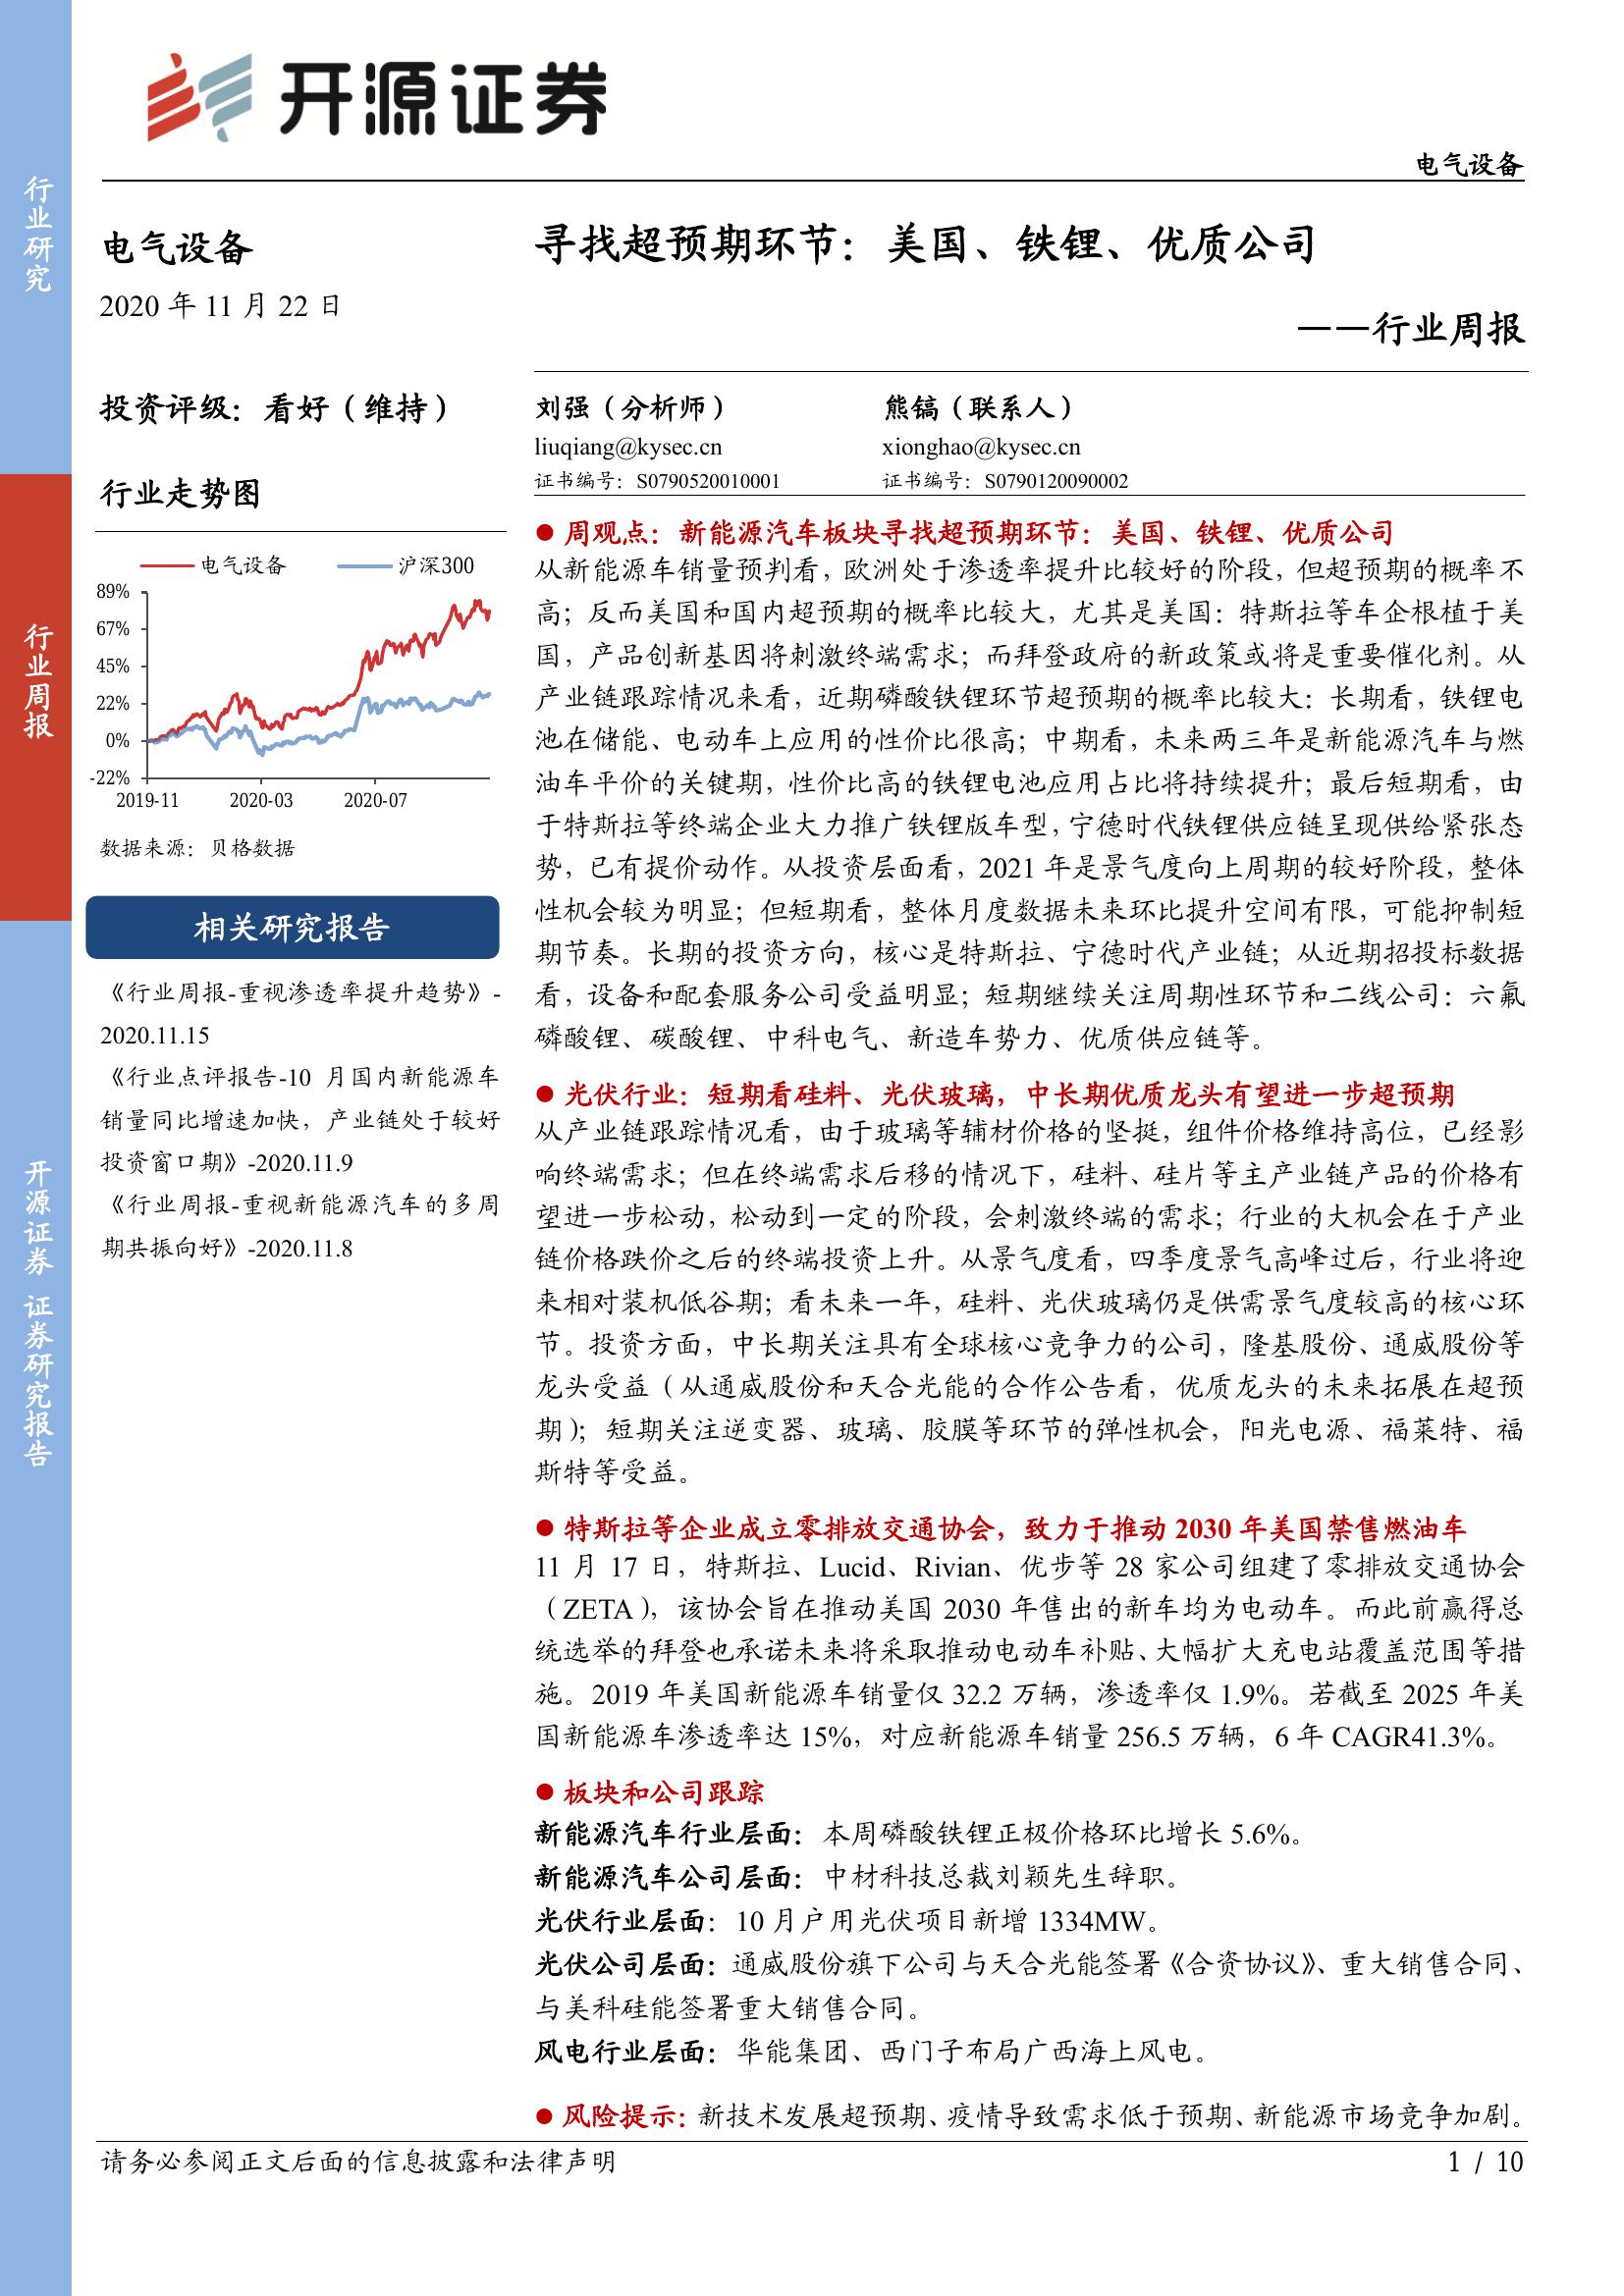 开源证券
电气设备
行业研究
行业周报
开源证券 证券研究报告
电气设备
2020 年 11 月 22 日
投资评级：看好（维持）
行业走势图
电气设备 沪深300
89%
67%
45%
22%
0%
-22%
2019-11 2020-03 2020-07
数据来源：贝格数据
相关研究报告
《行业周报-重视渗透率提升趋势》-
2020.11.15
《行业点评报告-10 月国内新能源车
销量同比增速加快，产业链处于较好
投资窗口期》-2020.11.9
《行业周报-重视新能源汽车的多周
期共振向好》-2020.11.8
寻找超预期环节：美国、铁锂、优质公司
——行业周报
刘强（分析师） 熊镐（联系人）
liuqiang@kysec.cn xionghao@kysec.cn
证书编号：S0790520010001 证书编号：S0790120090002
● 周观点：新能源汽车板块寻找超预期环节：美国、铁锂、优质公司
从新能源车销量预判看，欧洲处于渗透率提升比较好的阶段，但超预期的概率不
高；反而美国和国内超预期的概率比较大，尤其是美国：特斯拉等车企根植于美
国，产品创新基因将刺激终端需求；而拜登政府的新政策或将是重要催化剂。从
产业链跟踪情况来看，近期磷酸铁锂环节超预期的概率比较大：长期看，铁锂电
池在储能、电动车上应用的性价比很高；中期看，未来两三年是新能源汽车与燃
油车平价的关键期，性价比高的铁锂电池应用占比将持续提升；最后短期看，由
于特斯拉等终端企业大力推广铁锂版车型，宁德时代铁锂供应链呈现供给紧张态
势，已有提价动作。从投资层面看，2021 年是景气度向上周期的较好阶段，整体
性机会较为明显；但短期看，整体月度数据未来环比提升空间有限，可能抑制短
期节奏。长期的投资方向，核心是特斯拉、宁德时代产业链；从近期招投标数据
看，设备和配套服务公司受益明显；短期继续关注周期性环节和二线公司：六氟
磷酸锂、碳酸锂、中科电气、新造车势力、优质供应链等。
● 光伏行业：短期看硅料、光伏玻璃，中长期优质龙头有望进一步超预期
从产业链跟踪情况看，由于玻璃等辅材价格的坚挺，组件价格维持高位，已经影
响终端需求；但在终端需求后移的情况下，硅料、硅片等主产业链产品的价格有
望进一步松动，松动到一定的阶段，会刺激终端的需求；行业的大机会在于产业
链价格跌价之后的终端投资上升。从景气度看，四季度景气高峰过后，行业将迎
来相对装机低谷期；看未来一年，硅料、光伏玻璃仍是供需景气度较高的核心环
节。投资方面，中长期关注具有全球核心竞争力的公司，隆基股份、通威股份等
龙头受益（从通威股份和天合光能的合作公告看，优质龙头的未来拓展在超预
期）；短期关注逆变器、玻璃、胶膜等环节的弹性机会，阳光电源、福莱特、福
斯特等受益。
● 特斯拉等企业成立零排放交通协会，致力于推动 2030 年美国禁售燃油车
11 月 17 日，特斯拉、Lucid、Rivian、优步等 28 家公司组建了零排放交通协会
（ZETA），该协会旨在推动美国 2030 年售出的新车均为电动车。而此前赢得总
统选举的拜登也承诺未来将采取推动电动车补贴、大幅扩大充电站覆盖范围等措
施。2019 年美国新能源车销量仅 32.2 万辆，渗透率仅 1.9%。若截至 2025 年美
国新能源车渗透率达 15%，对应新能源车销量 256.5 万辆，6 年 CAGR41.3%。
● 板块和公司跟踪
新能源汽车行业层面：本周磷酸铁锂正极价格环比增长 5.6%。
新能源汽车公司层面：中材科技总裁刘颖先生辞职。
光伏行业层面：10 月户用光伏项目新增 1334MW。
光伏公司层面：通威股份旗下公司与天合光能签署《合资协议》、重大销售合同、
与美科硅能签署重大销售合同。
风电行业层面：华能集团、西门子布局广西海上风电。
● 风险提示：新技术发展超预期、疫情导致需求低于预期、新能源市场竞争加剧。
请务必参阅正文后面的信息披露和法律声明 1 / 10